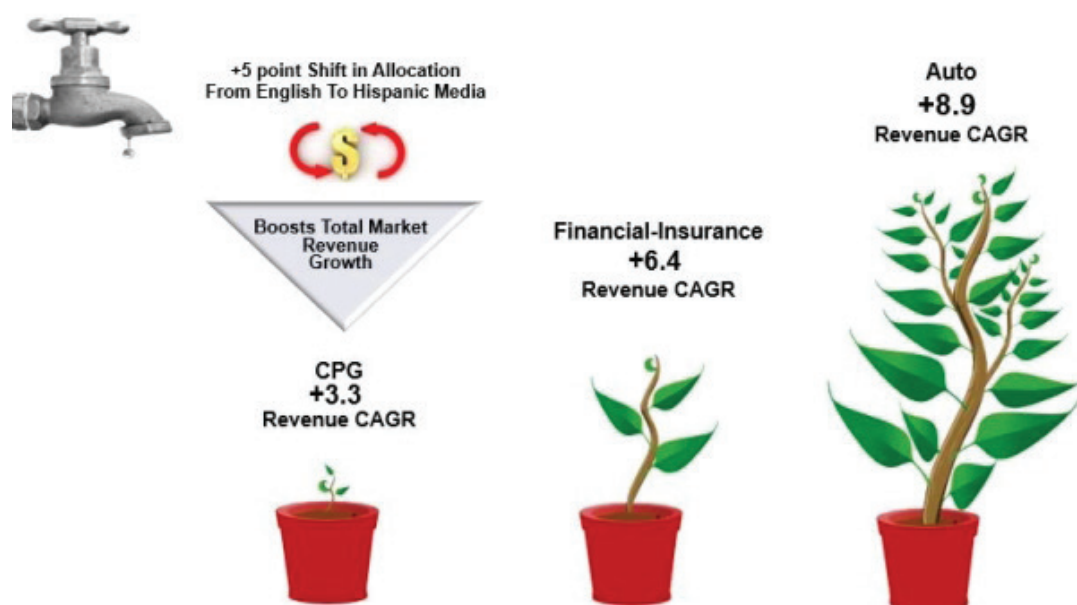 +5 point Shift in Allocation
From English To Hispanic Media
$
Boosts Total Market
Revenue
Growth
CPG
+3.3
Revenue CAGR
Financial-Insurance
+6.4
Revenue CAGR
Auto
+8.9
Revenue CAGR